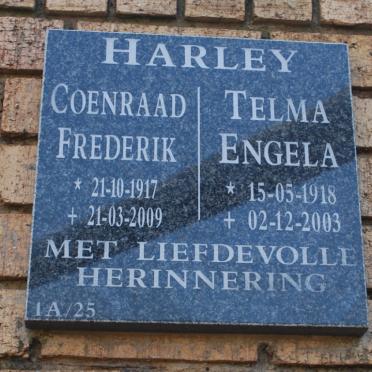 HARLEY
COENRAAD
FREDERIK
* 21-10-1917
+ 21-03-2009
TELMA
ENGELA
* 15-05-1918
+ 02-12-2003
MET LIEFDEVOLLE
HERINNERING
1A/25